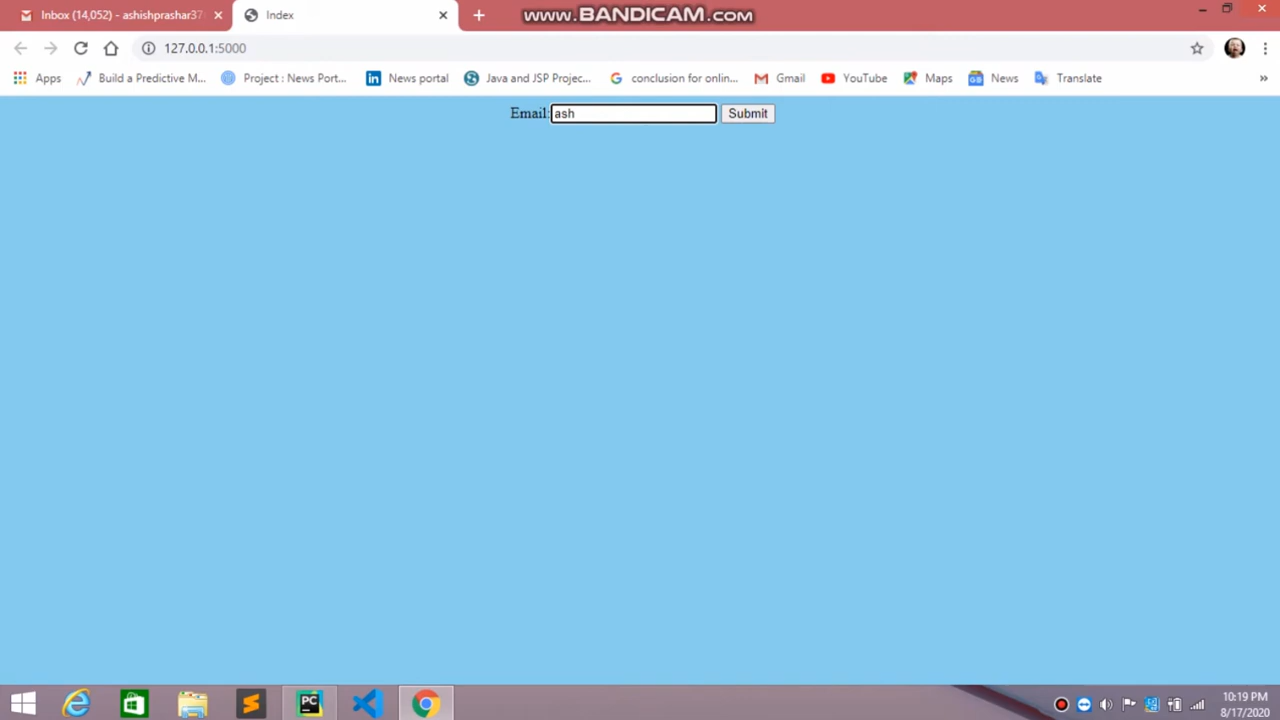 Inbox (14,052) - ashishprashar37
Index
www.BANDICAM.com
127.0.0.1:5000
Apps
Build a Predictive M...
Project : News Port...
News portal
Java and JSP Projec...
conclusion for onlin...
Gmail
YouTube
Maps
News
Translate
»
Email:ash
Submit
PC
10:19 PM
8/17/2020